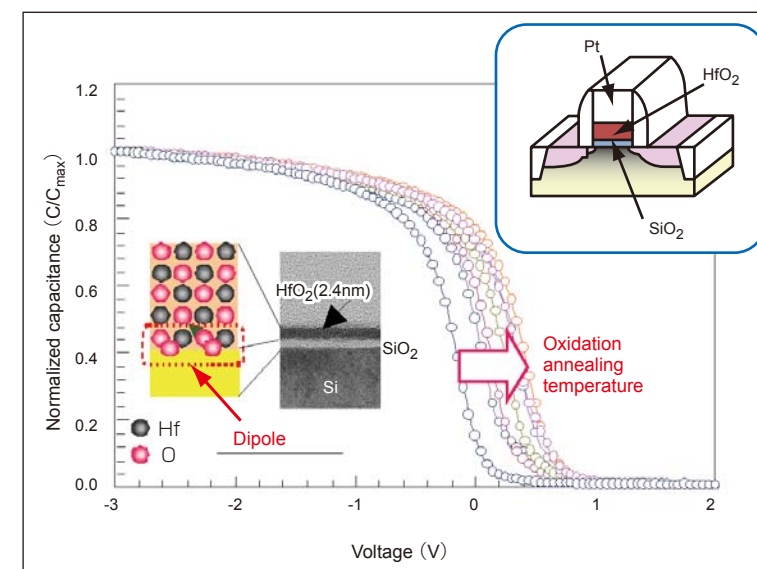 Pt
HfO2
SiO2
1.2
1.0
0.8
0.6
0.4
0.2
0.0
Normalized capacitance (C/Cmax)
HfO2(2.4nm)
SiO2
Si
Hf
O
Dipole
Oxidation
annealing
temperature
-3
-2
-1
0
1
2
Voltage (V)